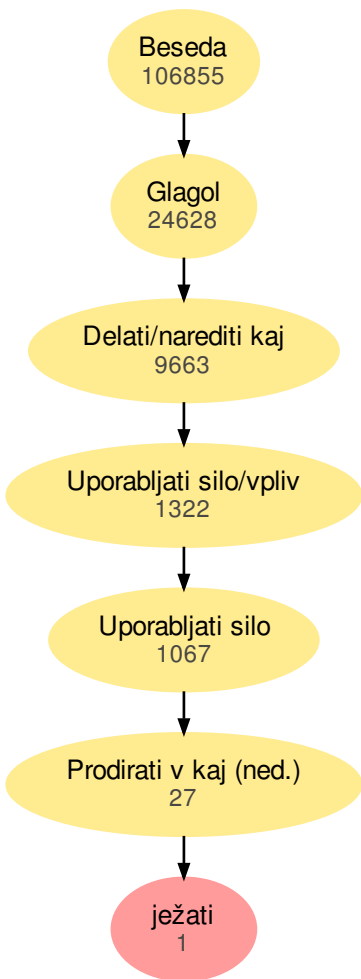 Beseda
106855
Glagol
24628
Delati/narediti kaj
9663
Uporabljati silo/vpliv
1322
Uporabljati silo
1067
Prodirati v kaj (ned.)
27
ježati
1